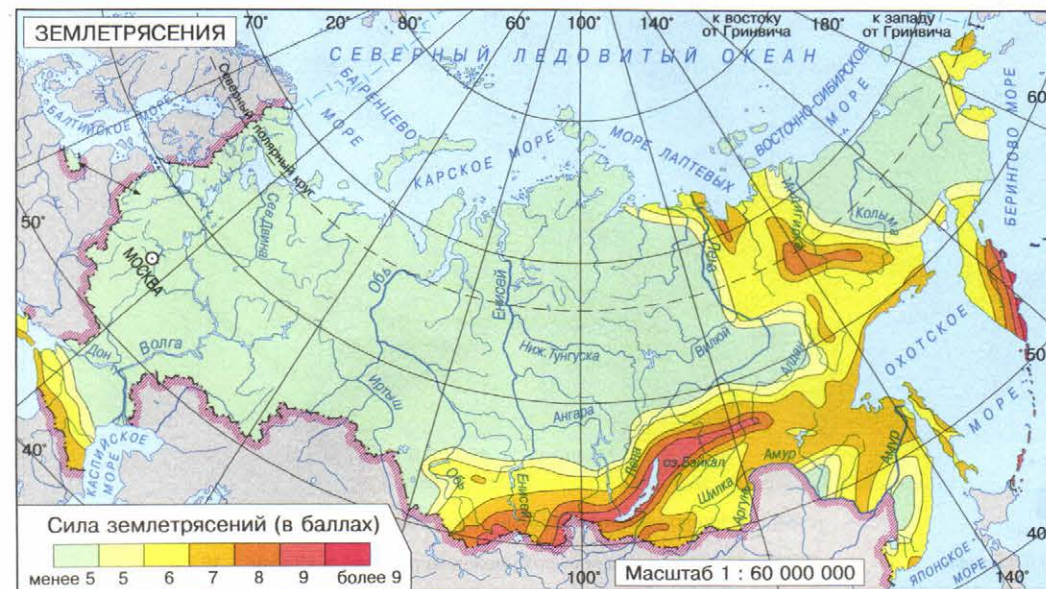 ЗЕМЛЕТРЯСЕНИЯ
70° 20° 80° 60° 100° 140° к востоку от Гринвича 180° к западу от Гринвича
СЕВЕРНЫЙ ЛЕДОВИТЫЙ ОКЕАН
БАРЕНЦЕВО МОРЕ
БАЛТИЙСКОЕ МОРЕ
Северный полярный круг
КАРСКОЕ МОРЕ
МОРЕ ЛАПТЕВЫХ
ВОСТОЧНО-СИБИРСКОЕ МОРЕ
60°
БЕРИНГОВО МОРЕ
50°
МОСКВА
Сев. Двина
Обь
Енисей
Лена
Индигирка
Колыма
Дон
Волга
Иртыш
Ниж. Тунгуска
Вилюй
Алдан
ОХОТСКОЕ МОРЕ
50°
Ангара
40°
КАСПИЙСКОЕ МОРЕ
Обь
Енисей
Лена
оз. Байкал
Шилка
Аргунь
Амур
Амур
40°
ЯПОНСКОЕ МОРЕ
Сила землетрясений (в баллах)
5 6 7 8 9
менее 5 более 9
100°
Масштаб 1 : 60 000 000
140°